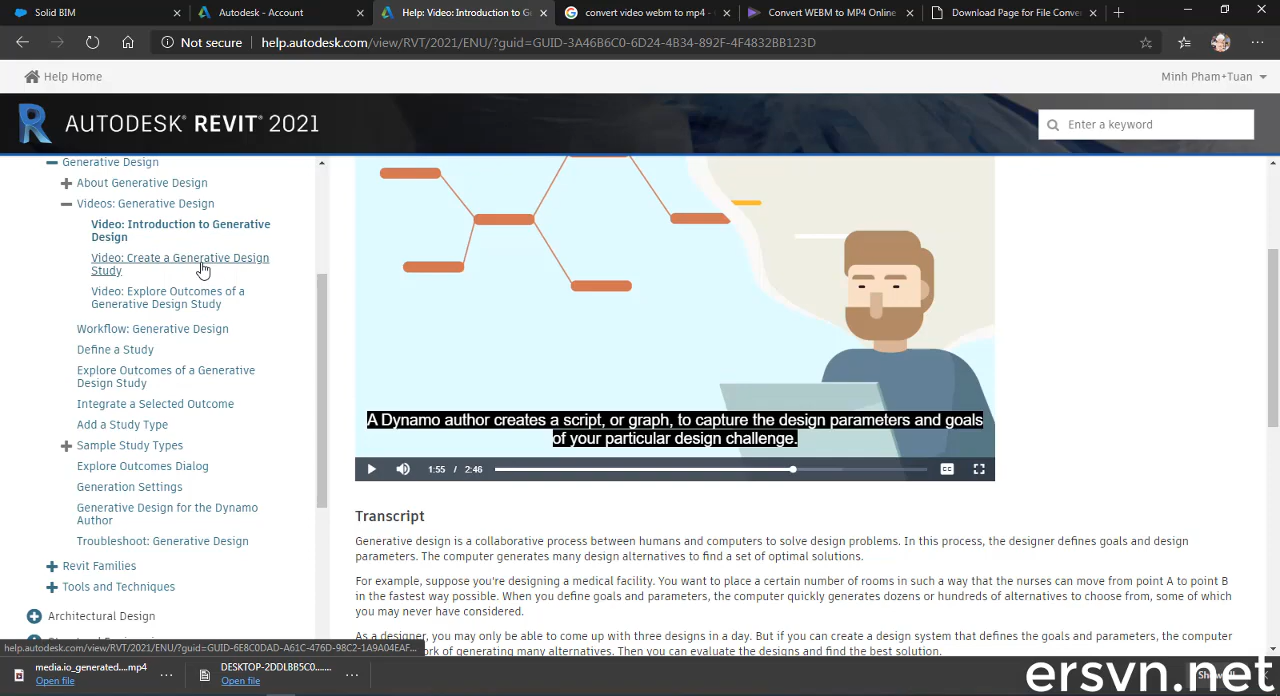 Solid BIM
Autodesk - Account
Help: Video: Introduction to Ge
convert video webm to mp4 -
Convert WEBM to MP4 Online
Download Page for File Conver
Not secure
help.autodesk.com/view/RVT/2021/ENU/?guid=GUID-3A46B6C0-6D24-4B34-892F-4F4832BB123D
Help Home
Minh Pham+Tuan
AUTODESK® REVIT® 2021
Enter a keyword
Generative Design
About Generative Design
Videos: Generative Design
Video: Introduction to Generative
Design
Video: Create a Generative Design
Study
Video: Explore Outcomes of a
Generative Design Study
Workflow: Generative Design
Define a Study
Explore Outcomes of a Generative
Design Study
Integrate a Selected Outcome
Add a Study Type
Sample Study Types
Explore Outcomes Dialog
Generation Settings
Generative Design for the Dynamo
Author
Troubleshoot: Generative Design
Revit Families
Tools and Techniques
Architectural Design
A Dynamo author creates a script, or graph, to capture the design parameters and goals
of your particular design challenge.
1:55 / 2:46
CC
Transcript
Generative design is a collaborative process between humans and computers to solve design problems. In this process, the designer defines goals and design
parameters. The computer generates many design alternatives to find a set of optimal solutions.
For example, suppose you're designing a medical facility. You want to place a certain number of rooms in such a way that the nurses can move from point A to point B
in the fastest way possible. When you define goals and parameters, the computer quickly generates dozens or hundreds of alternatives to choose from, some of which
you may never have considered.
As a designer, you may only be able to come up with three designs in a day. But if you can create a design system that defines the goals and parameters, the computer
rk of generating many alternatives. Then you can evaluate the designs and find the best solution.
help.autodesk.com/view/RVT/2021/ENU/?guid=GUID-6E8C0DAD-A61C-476D-98C2-1A9A04EAF...
media.io_generated....mp4
Open file
DESKTOP-2DDLBB5C0.......
Open file
ersvn.net